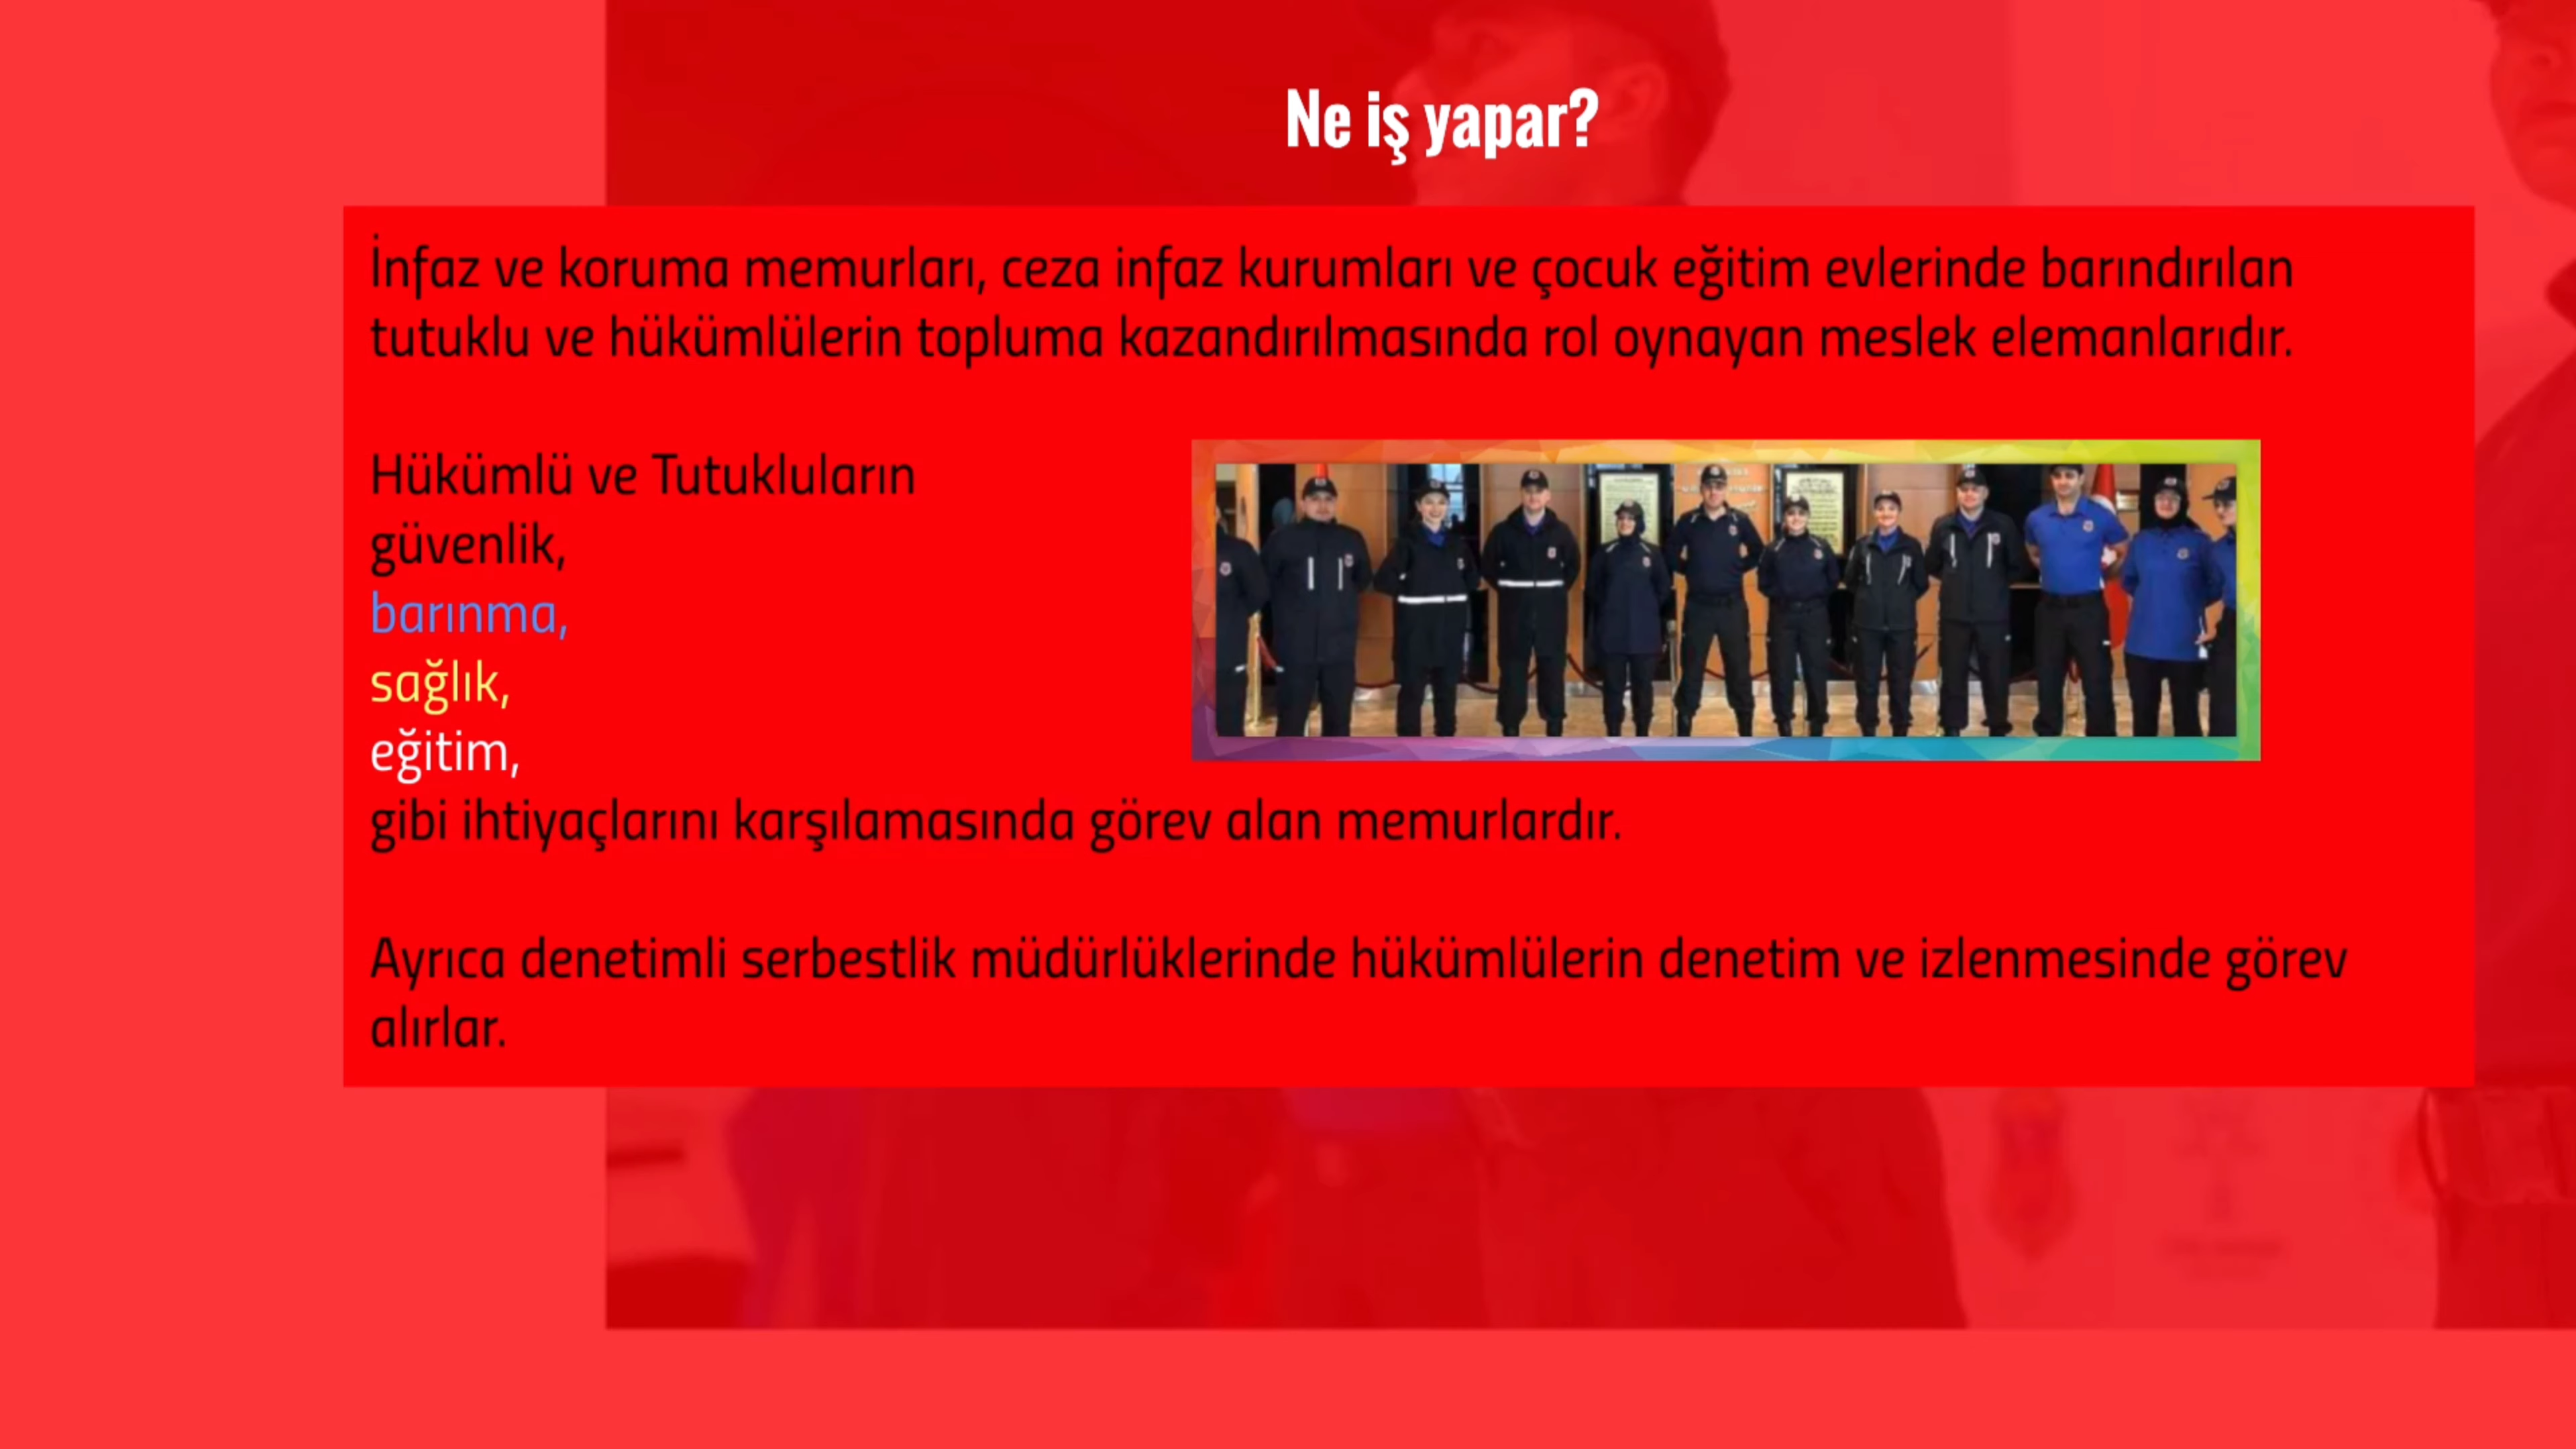 Ne iş yapar?
İnfaz ve koruma memurları, ceza infaz kurumları ve çocuk eğitim evlerinde barındırılan
tutuklu ve hükümlülerin topluma kazandırılmasında rol oynayan meslek elemanlarıdır.
Hükümlü ve Tutukluların
güvenlik,
barınma,
sağlık,
eğitim,
gibi ihtiyaçlarını karşılamasında görev alan memurlardır.
Ayrıca denetimli serbestlik müdürlüklerinde hükümlülerin denetim ve izlenmesinde görev
alırlar.